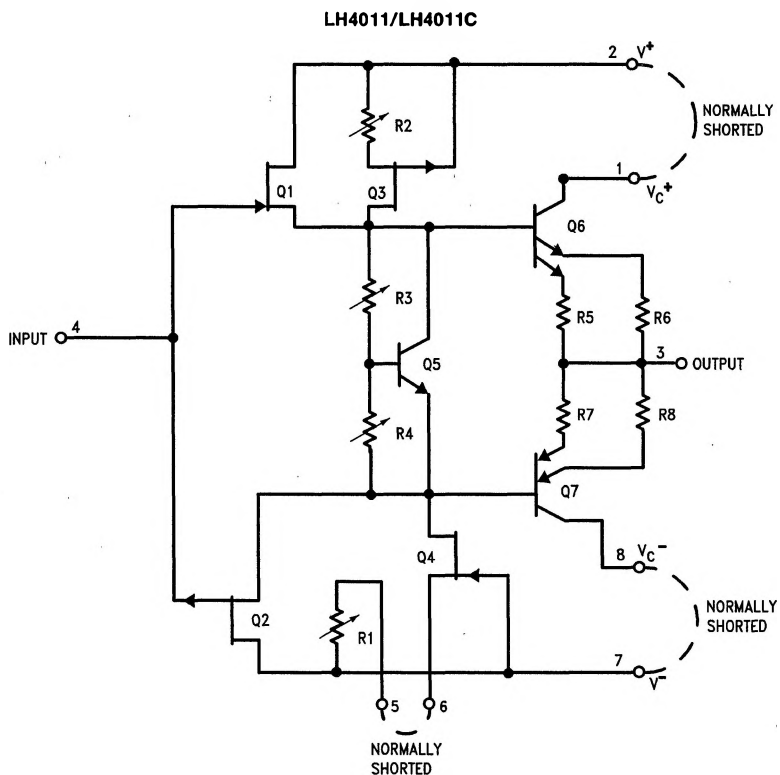 LH4011/LH4011C
2 V+
NORMALLY
SHORTED
R2
1
Q1
Q3
VC+
Q6
R3
R5
R6
INPUT
4
3
OUTPUT
Q5
R4
R7
R8
Q7
Q4
8 VC-
Q2
R1
NORMALLY
SHORTED
7
V-
5
6
NORMALLY
SHORTED